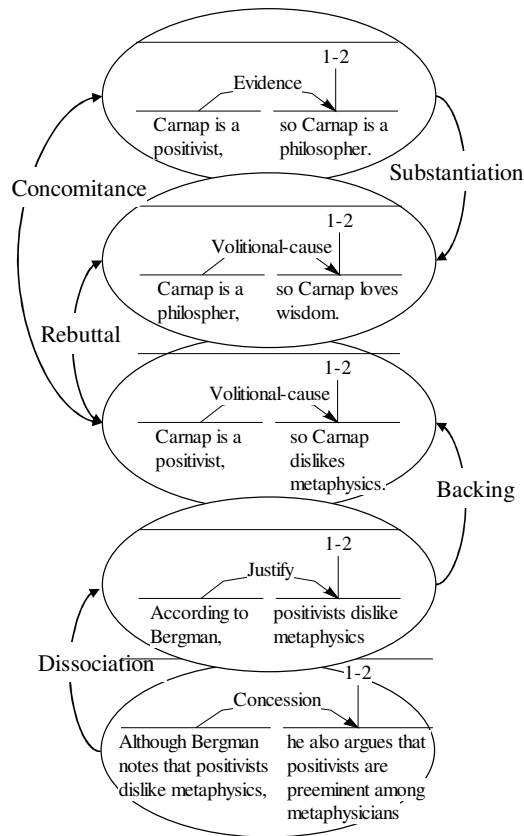 1-2
Evidence
Carnap is a
positivist,
so Carnap is a
philosopher.
Concomitance
Substantiation
1-2
Volitional-cause
Carnap is a
philospher,
so Carnap loves
wisdom.
Rebuttal
1-2
Volitional-cause
Carnap is a
positivist,
so Carnap
dislikes
metaphysics.
Backing
1-2
Justify
According to
Bergman,
positivists dislike
metaphysics
Dissociation
1-2
Concession
Although Bergman
notes that positivists
dislike metaphysics,
he also argues that
positivists are
preeminent among
metaphysicians